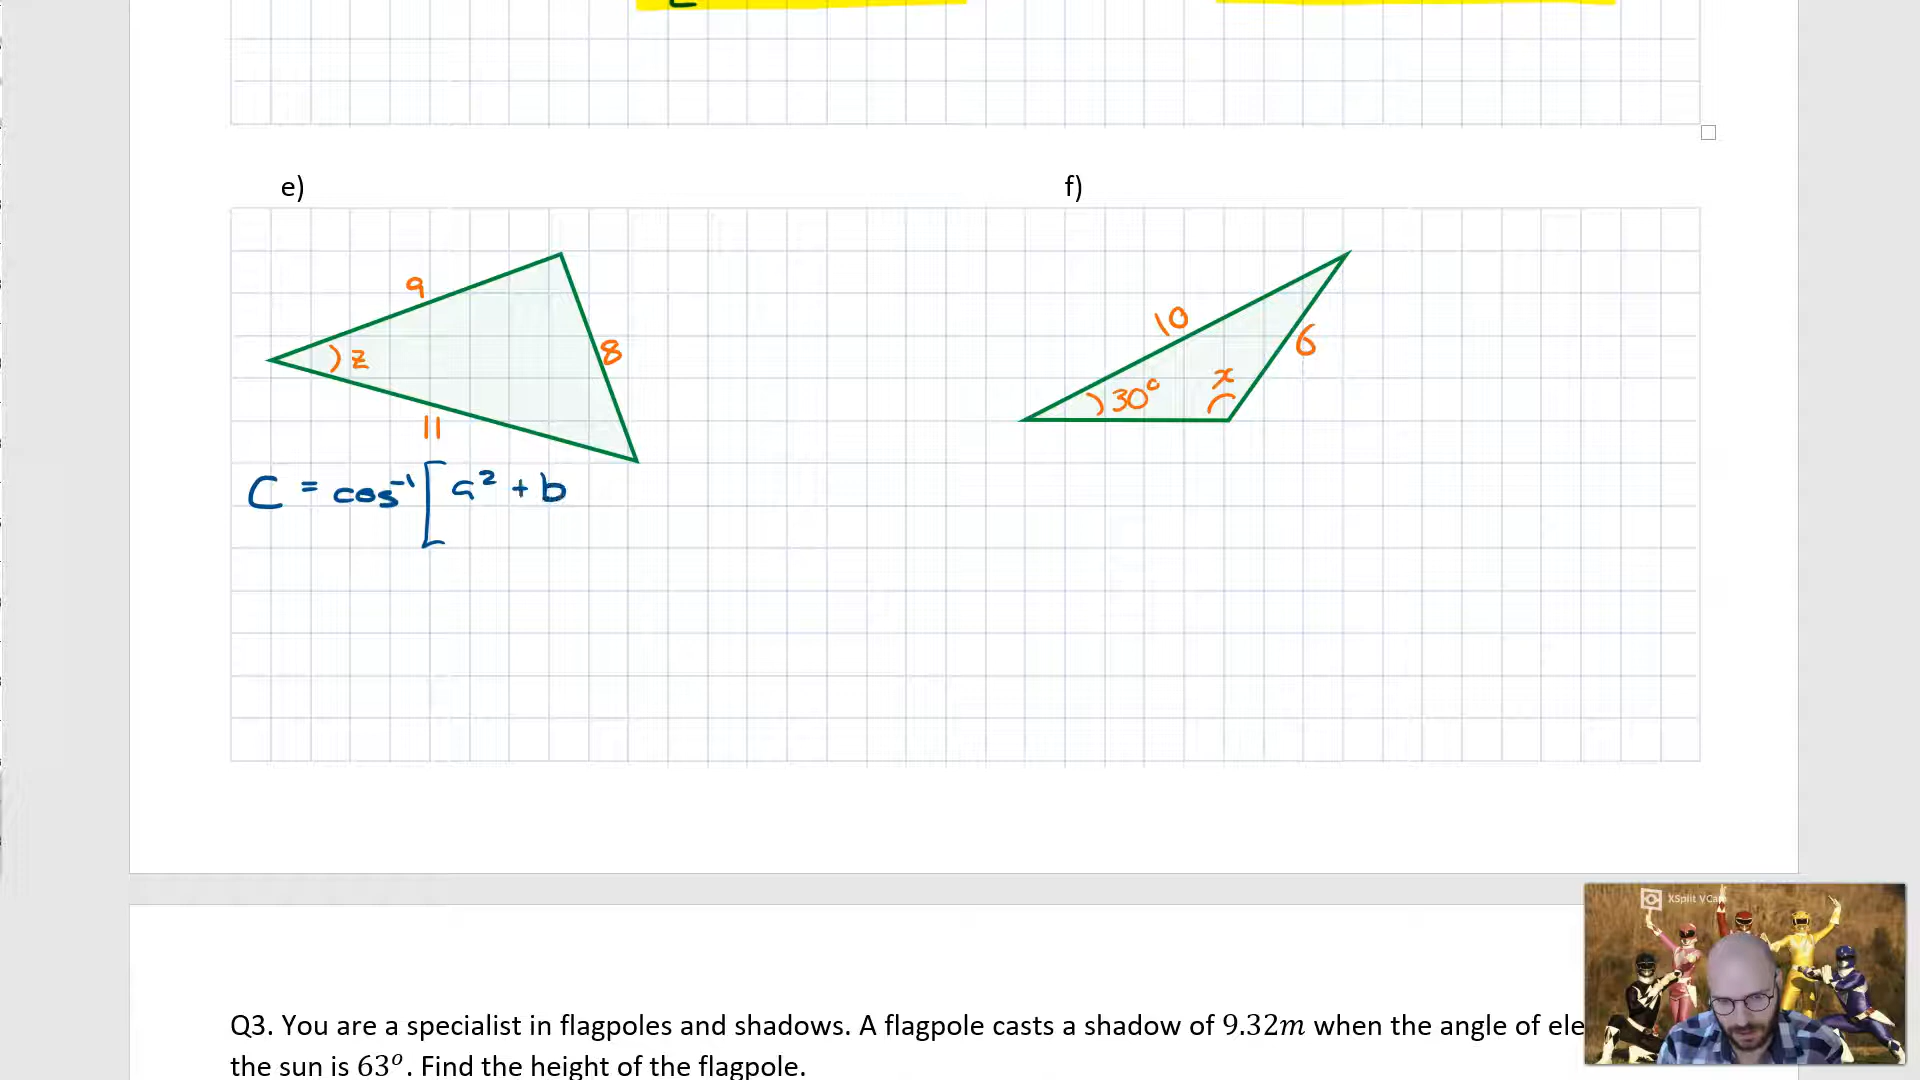 e)
f)
9
z
8
11
10
6
30°
x
C = cos⁻¹[ a² + b
XSplit VCam
Q3. You are a specialist in flagpoles and shadows. A flagpole casts a shadow of 9.32m when the angle of ele
the sun is 63°. Find the height of the flagpole.